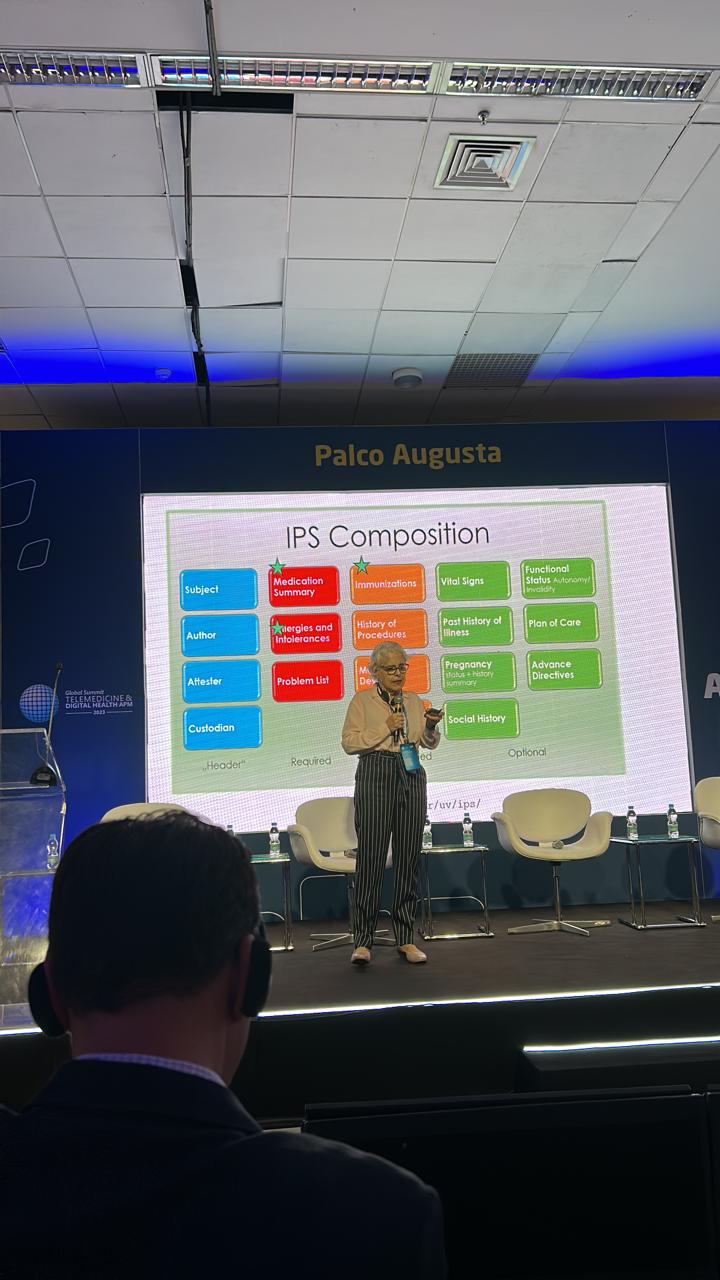 Palco Augusta
IPS Composition
Subject
Medication
Summary
Immunizations
Vital Signs
Functional
Status Autonomy/
Invalidity
Author
Allergies and
Intolerances
History of
Procedures
Past History of
Illness
Plan of Care
Attester
Problem List
Pregnancy
status + history
summary
Advance
Directives
Custodian
Social History
„Header"
Required
Optional
/uv/ips/
Global Summit
TELEMEDICINE &
DIGITAL HEALTH APM
2023